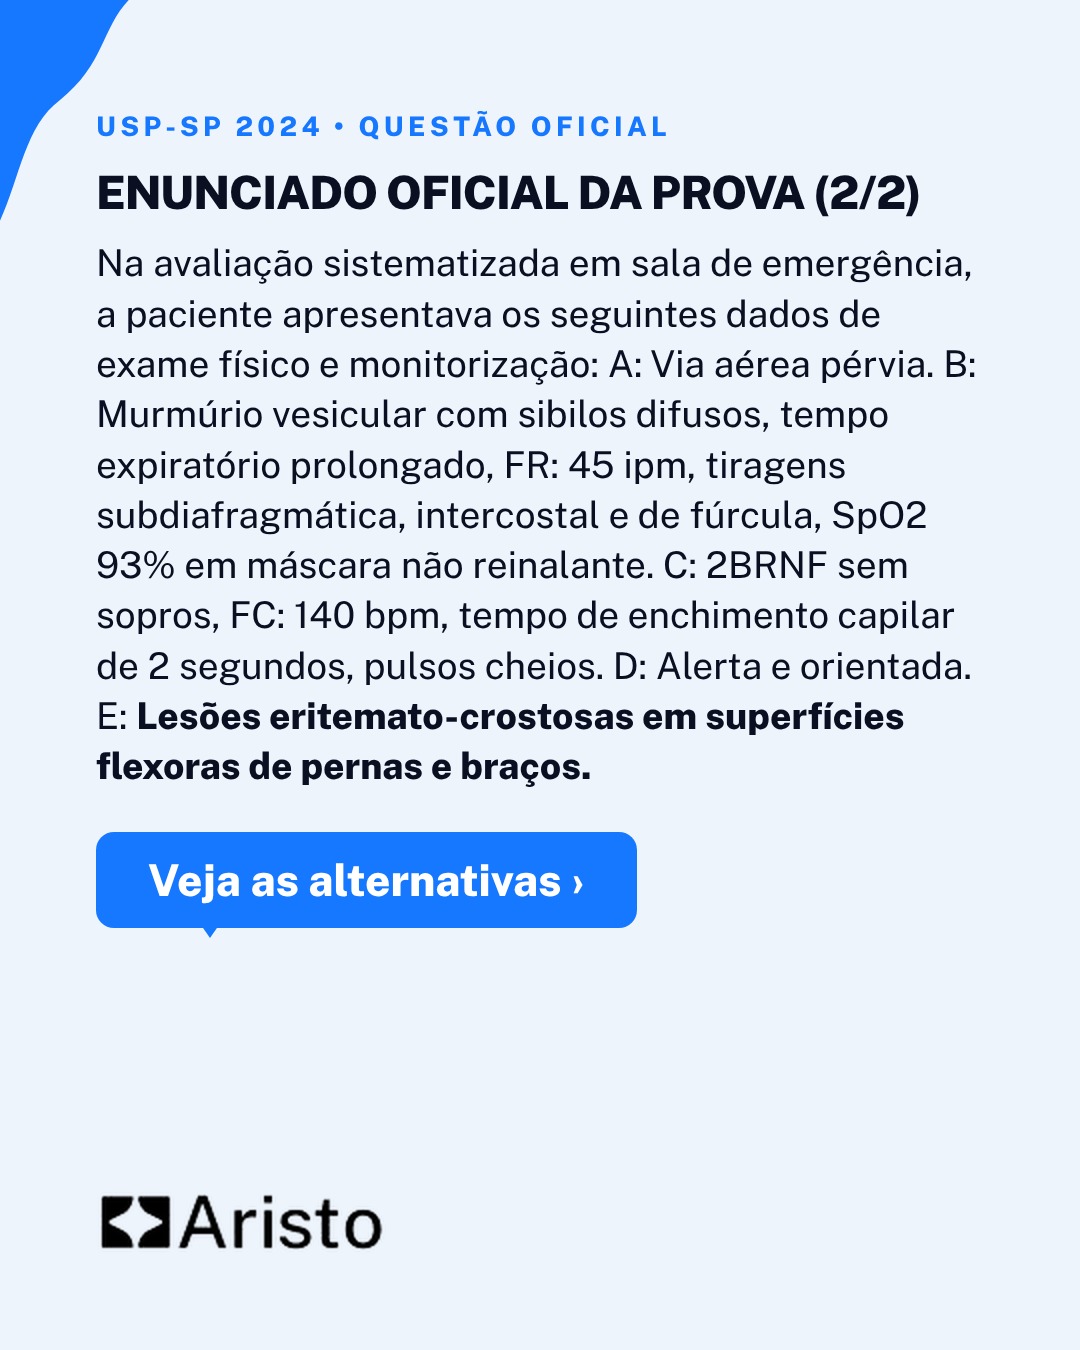 USP-SP 2024 • QUESTÃO OFICIAL
ENUNCIADO OFICIAL DA PROVA (2/2)
Na avaliação sistematizada em sala de emergência,
a paciente apresentava os seguintes dados de
exame físico e monitorização: A: Via aérea pérvia. B:
Murmúrio vesicular com sibilos difusos, tempo
expiratório prolongado, FR: 45 ipm, tiragens
subdiafragmática, intercostal e de fúrcula, SpO2
93% em máscara não reinalante. C: 2BRNF sem
sopros, FC: 140 bpm, tempo de enchimento capilar
de 2 segundos, pulsos cheios. D: Alerta e orientada.
E: Lesões eritemato-crostosas em superfícies
flexoras de pernas e braços.
Veja as alternativas ›
Aristo